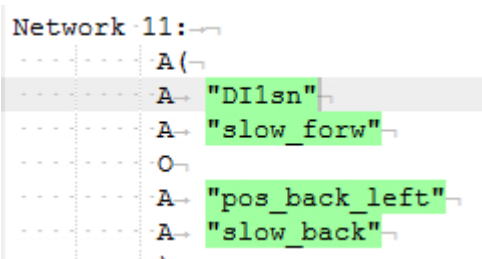 Network 11:
A(
A "DI1sn"
A "slow_forw"
O
A "pos_back_left"
A "slow_back"